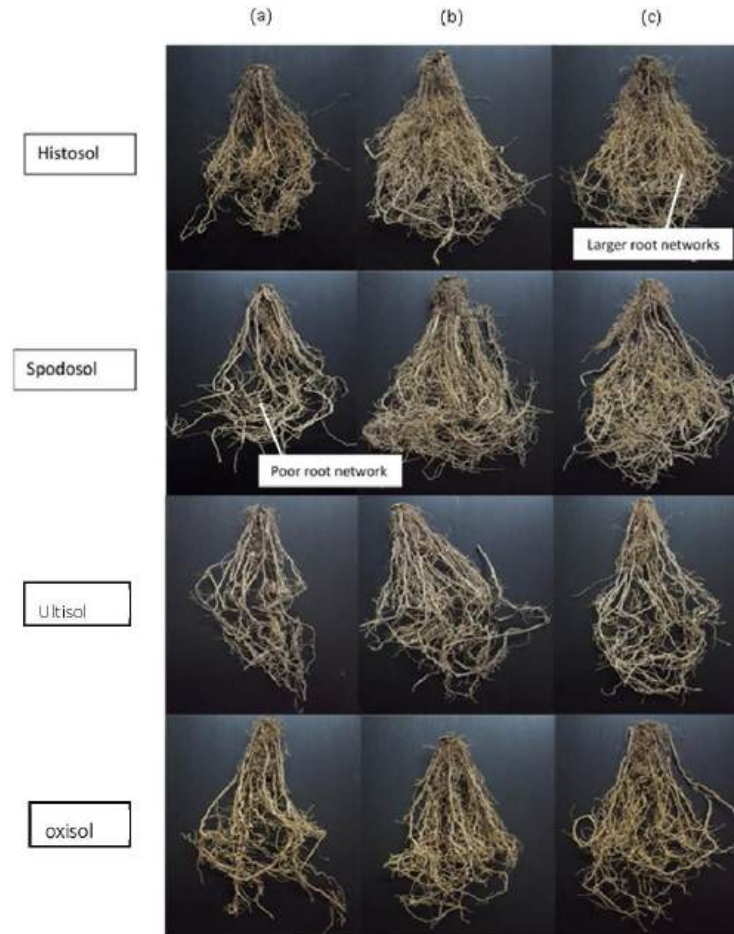 (a) (b) (c)
Histosol
Larger root networks
Spodosol
Poor root network
Ultisol
oxisol